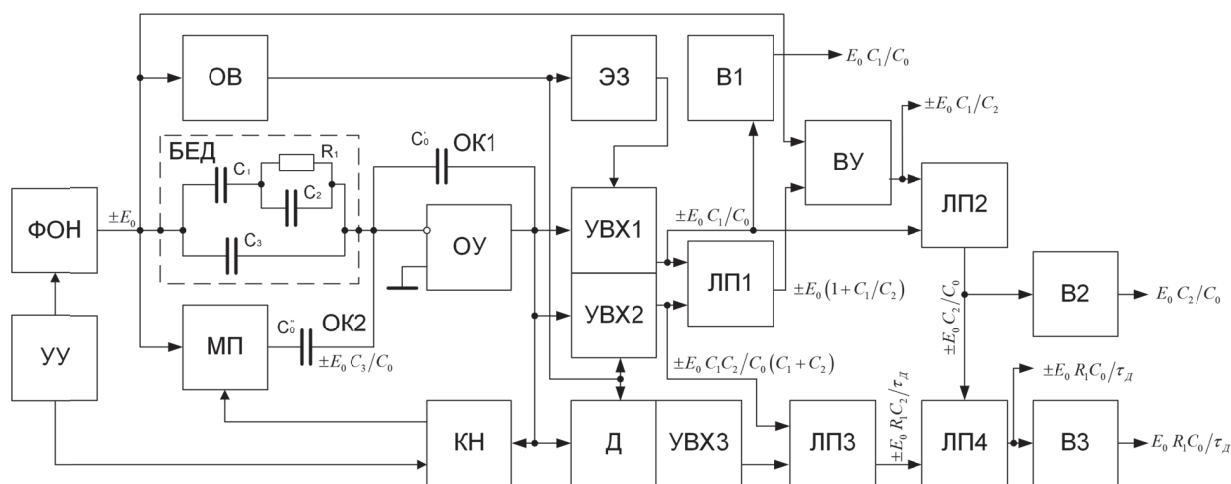 ОВ
ЭЗ
В1
E₀ C₁/C₀
±E₀ C₁/C₂
БЕД
C₁
R₁
C₂
C₃
C₀'
ОК1
ВУ
ЛП2
ФОН
±E₀
ОУ
УВХ1
±E₀ C₁/C₀
ЛП1
±E₀(1+C₁/C₂)
УВХ2
УУ
МП
C₀"
ОК2
±E₀ C₃/C₀
±E₀ C₁C₂/C₀(C₁+C₂)
±E₀ C₂/C₀
В2
E₀ C₂/C₀
±E₀ R₁C₂/τ_Д
±E₀ R₁C₀/τ_Д
КН
Д
УВХ3
ЛП3
ЛП4
В3
E₀ R₁C₀/τ_Д